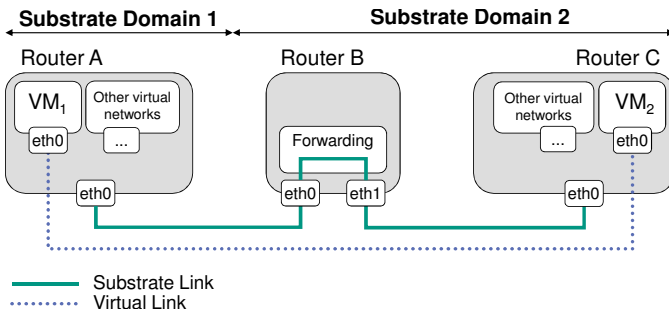 Substrate Domain 1
Substrate Domain 2
Router A
Router B
Router C
VM1
Other virtual
networks
eth0
...
Forwarding
Other virtual
networks
VM2
...
eth0
eth0
eth0
eth1
eth0
Substrate Link
Virtual Link